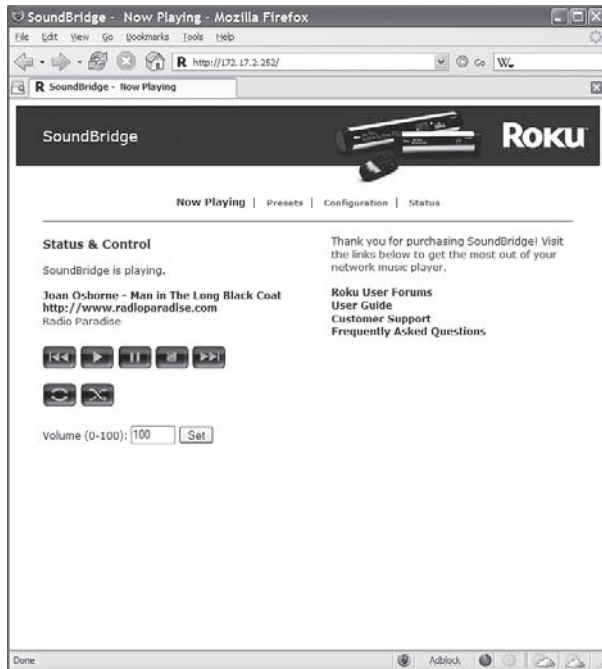 SoundBridge - Now Playing - Mozilla Firefox
File Edit View Go Bookmarks Tools Help
R http://172.17.2.252/ Go W.
R SoundBridge - Now Playing
SoundBridge
Roku
Now Playing | Presets | Configuration | Status
Status & Control
SoundBridge is playing.
Joan Osborne - Man in The Long Black Coat
http://www.radioparadise.com
Radio Paradise
Volume (0-100): 100 Set
Thank you for purchasing SoundBridge! Visit
the links below to get the most out of your
network music player.
Roku User Forums
User Guide
Customer Support
Frequently Asked Questions
Done Adblock